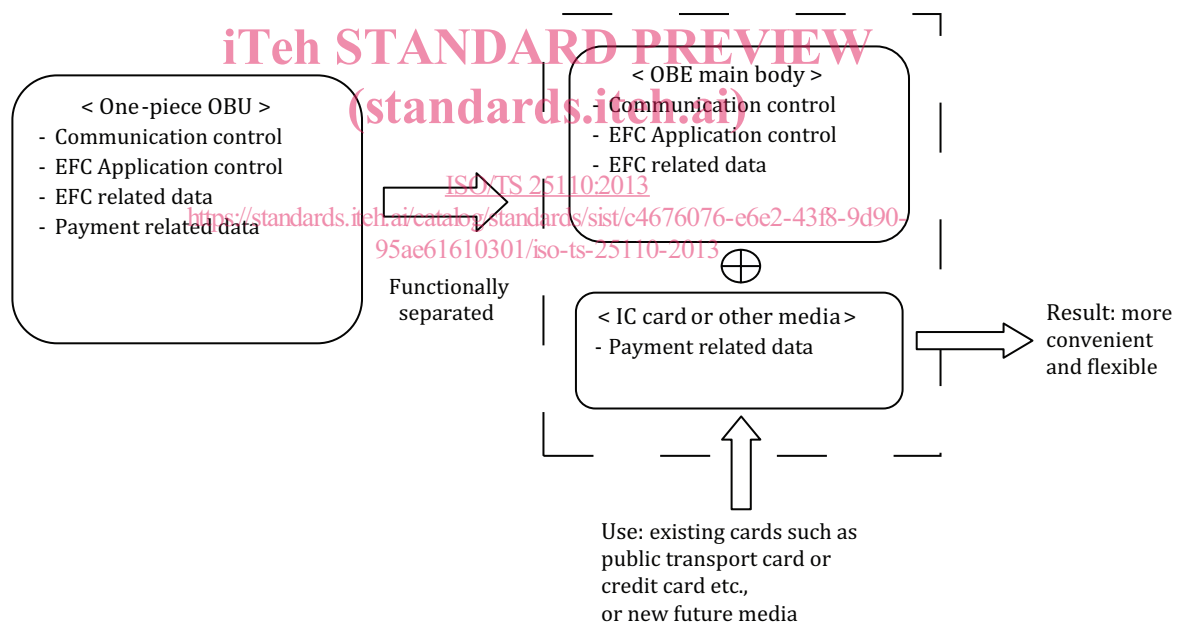 iTeh STANDARD PREVIEW
(standards.iteh.ai)
ISO/TS 25110:2013
https://standards.iteh.ai/catalog/standards/sist/c4676076-e6e2-43f8-9d90-
95ae61610301/iso-ts-25110-2013
< One-piece OBU >
- Communication control
- EFC Application control
- EFC related data
- Payment related data
Functionally
separated
< OBE main body >
- Communication control
- EFC Application control
- EFC related data
< IC card or other media >
- Payment related data
Result: more
convenient
and flexible
Use: existing cards such as
public transport card or
credit card etc.,
or new future media